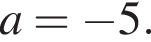 a = −5.